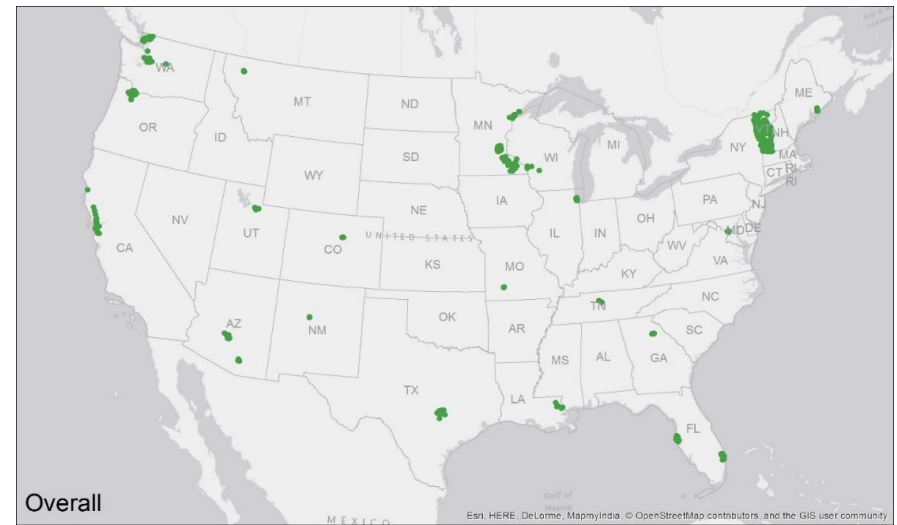 WA
MT
ND
MN
ME
VT
NH
OR
ID
SD
WI
MI
NY
MA
CT
RI
RI
WY
IA
PA
NJ
NV
NE
IL
IN
OH
MD
DE
UT
UNITED STATES
CO
WV
CA
KS
MO
KY
VA
TN
NC
AZ
NM
OK
AR
SC
MS
AL
GA
TX
LA
FL
Gulf of
Mexico
MÉXICO
Overall
Esri, HERE, DeLorme, MapmyIndia, © OpenStreetMap contributors, and the GIS user community